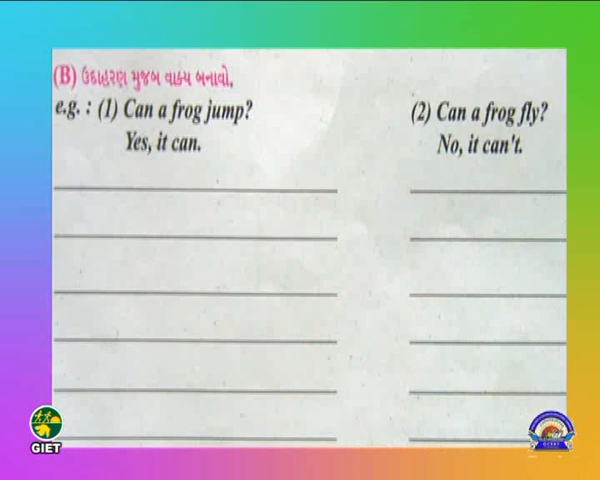 (B) ઉદાહરણ મુજબ વાક્ય બનાવો.
e.g. : (1) Can a frog jump?
Yes, it can.
(2) Can a frog fly?
No, it can't.
GIET